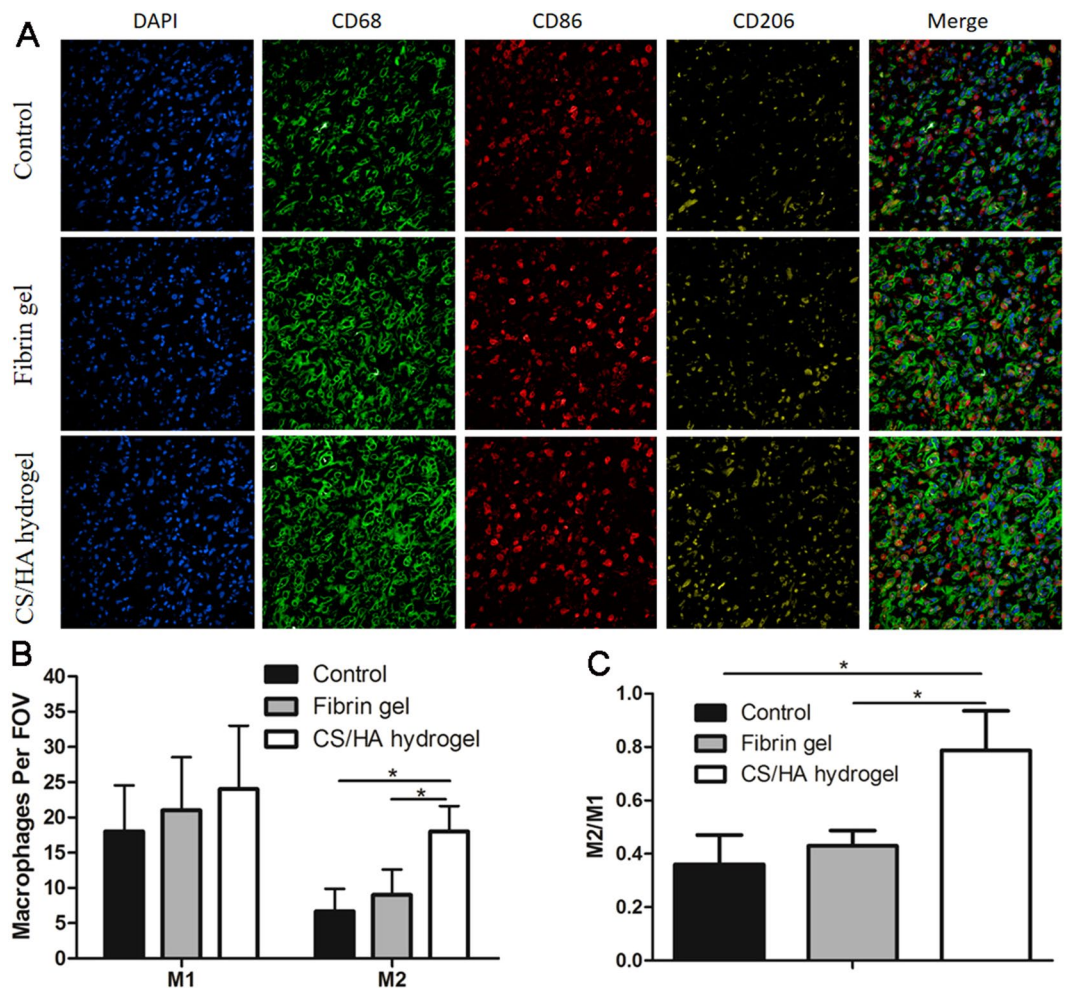 A
DAPI CD68 CD86 CD206 Merge
Control
Fibrin gel
CS/HA hydrogel
B
Macrophages Per FOV
40
35
30
25
20
15
10
5
0
Control
Fibrin gel
CS/HA hydrogel
*
*
M1 M2
C
M2/M1
1.0
0.8
0.6
0.4
0.2
0.0
*
*
Control
Fibrin gel
CS/HA hydrogel